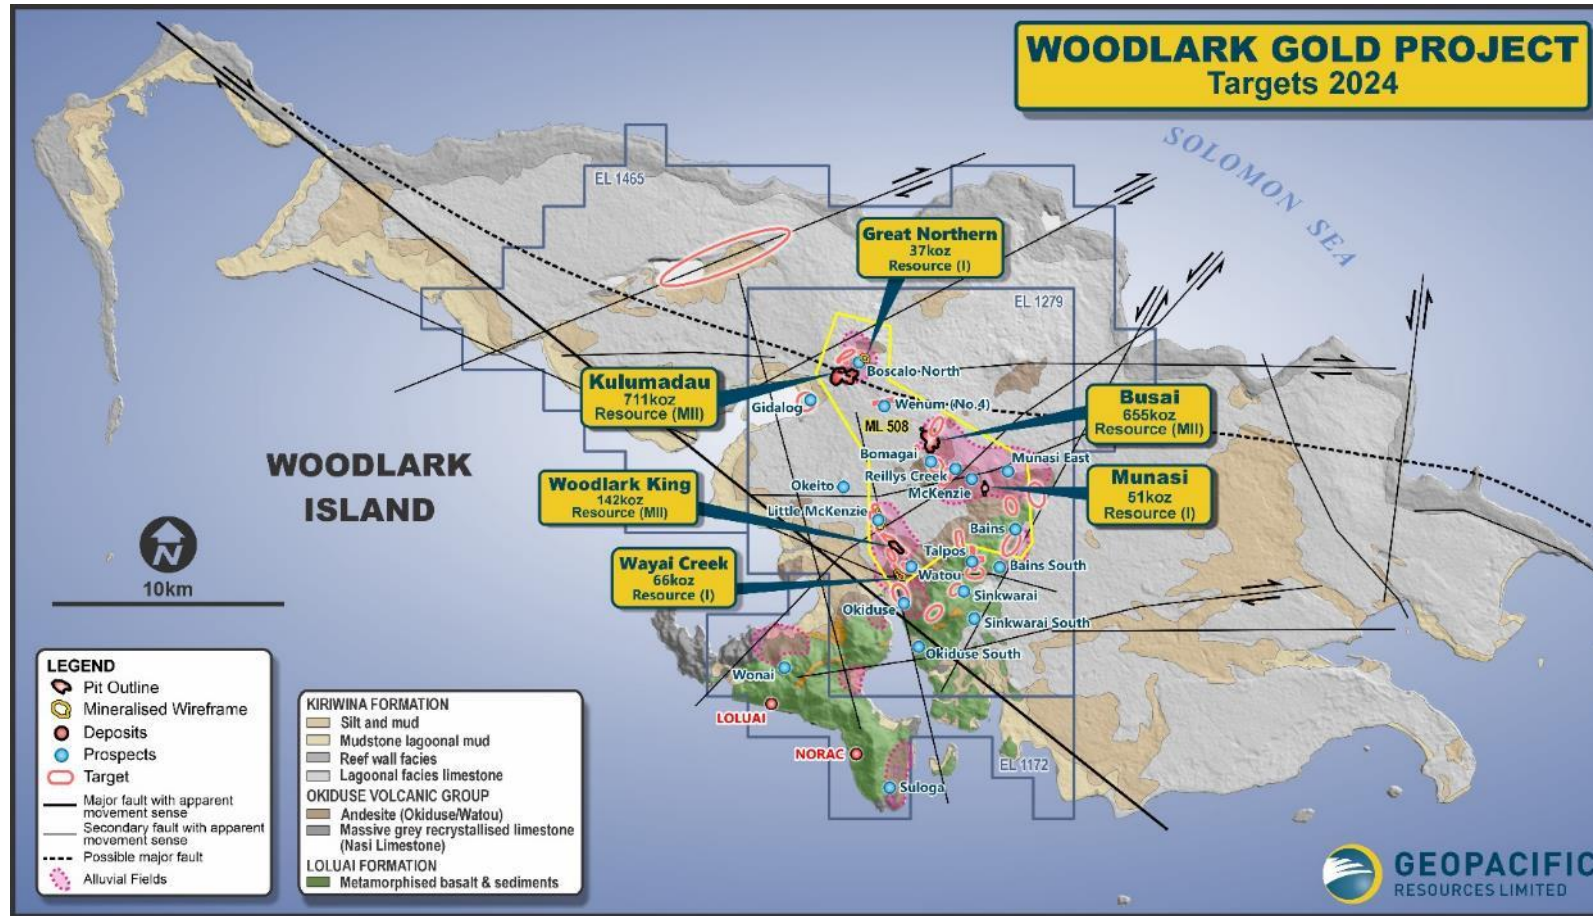 WOODLARK GOLD PROJECT
Targets 2024
SOLOMON SEA
EL 1465
Great Northern
37koz
Resource (I)
EL 1279
Boscalo North
Kulumadau
711koz
Resource (MII)
Gidalog
Wenum (No.4)
ML 508
Busai
655koz
Resource (MII)
WOODLARK
ISLAND
Bomagai
Munasi East
Reillys Creek
McKenzie
Okeito
Munasi
51koz
Resource (I)
Woodlark King
142koz
Resource (MII)
Little McKenzie
Bains
Talpos
Bains South
Watou
Wayai Creek
66koz
Resource (I)
N
10km
Sinkwarai
Okiduse
Sinkwarai South
Okiduse South
Wonai
LOLUAI
NORAC
EL 1172
Suloga
LEGEND
Pit Outline
Mineralised Wireframe
Deposits
Prospects
Target
Major fault with apparent
movement sense
Secondary fault with apparent
movement sense
Possible major fault
Alluvial Fields
KIRIWINA FORMATION
Silt and mud
Mudstone lagoonal mud
Reef wall facies
Lagoonal facies limestone
OKIDUSE VOLCANIC GROUP
Andesite (Okiduse/Watou)
Massive grey recrystallised limestone
(Nasi Limestone)
LOLUAI FORMATION
Metamorphised basalt & sediments
GEOPACIFIC
RESOURCES LIMITED